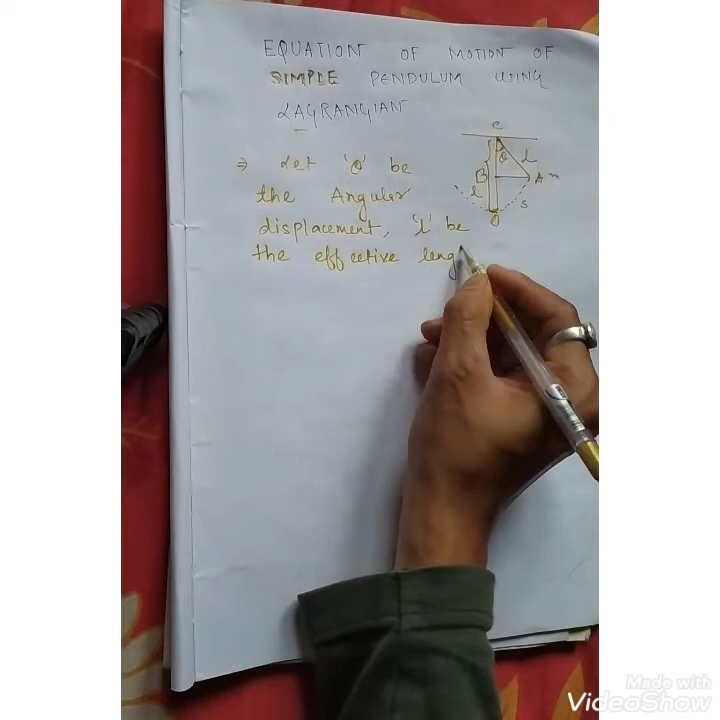 EQUATION OF MOTION OF
SIMPLE PENDULUM USING
LAGRANGIAN
C
⇒ Let 'θ' be
θ l
B A m
the Angular
l s
displacement, 'l' be
O
the effective leng
Made with
VideoShow